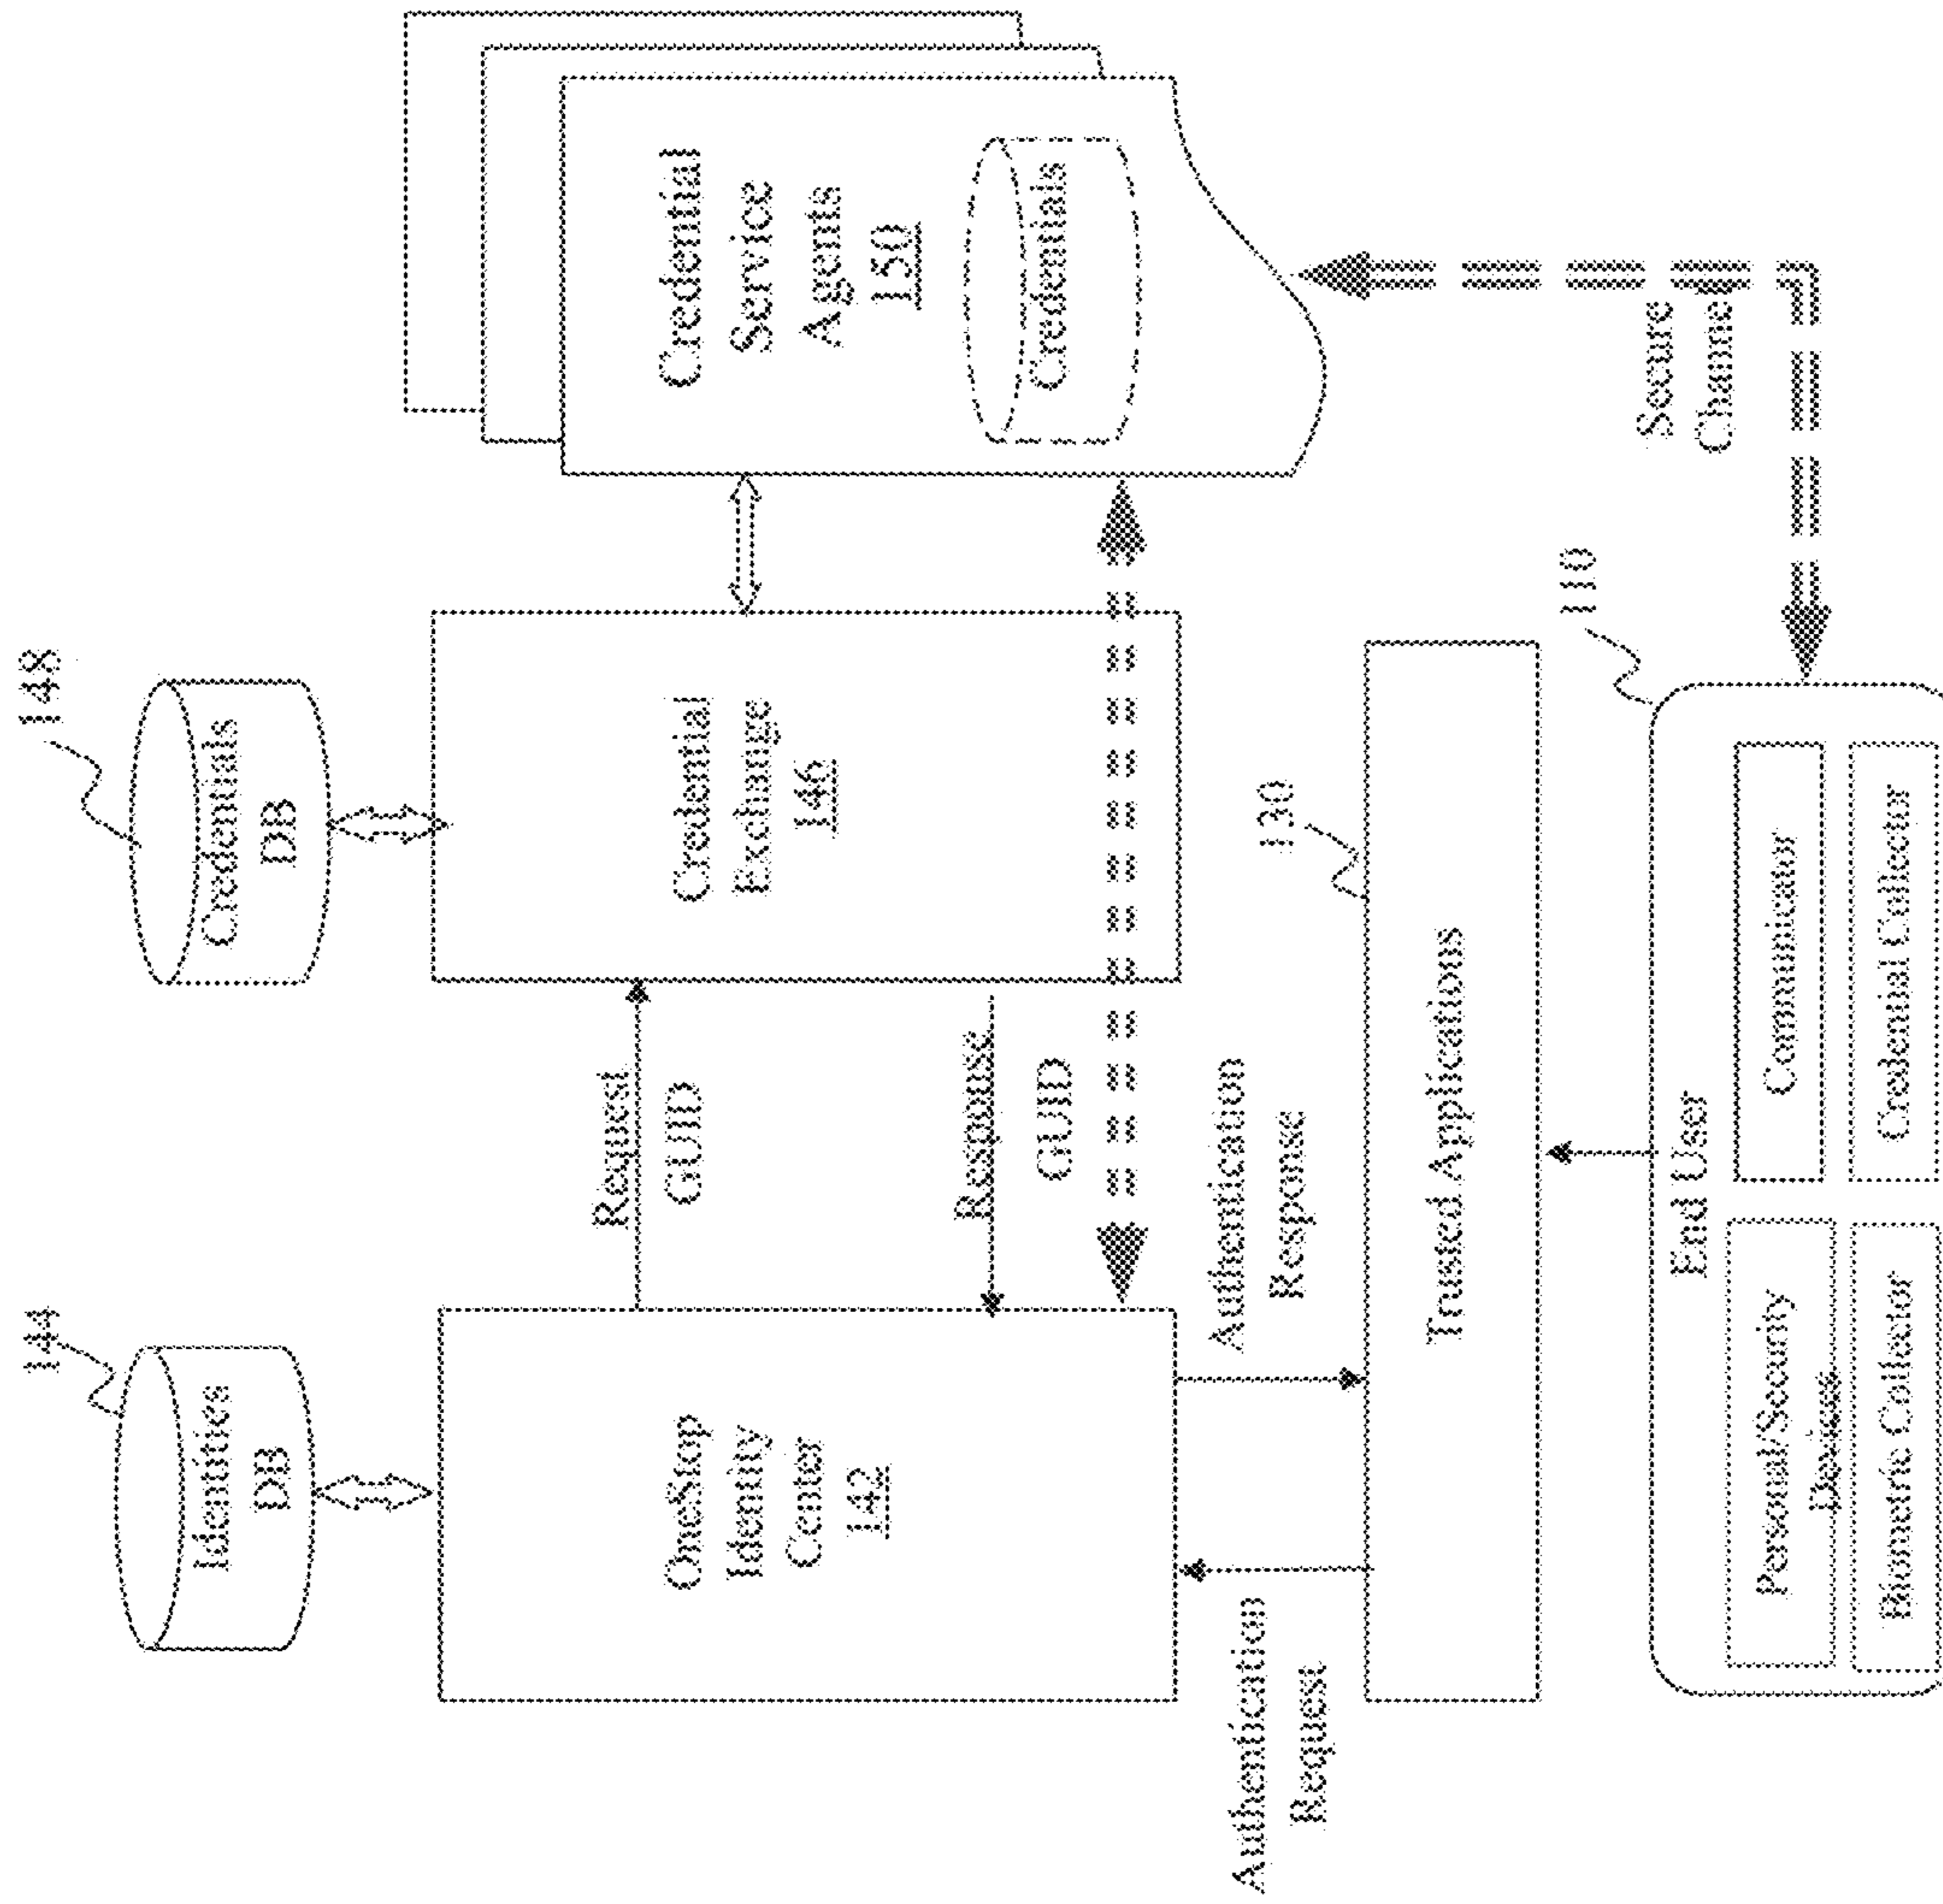 144
Identities
DB
148
Credentials
DB
OneStop
Identity
Center
142
Request
GUID
Response
GUID
Credential
Exchange
146
Credential
Service
Agents
150
Credentials
Authentication
Request
Authentication
Response
130
Trusted Applications
110
Secure
Channel
End User
Personal/Security
Devices
Communicator
Biometric Collector
Credential Collector